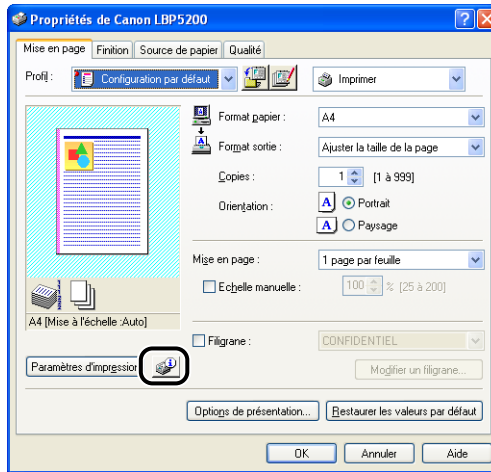 Propriétés de Canon LBP5200
Mise en page Finition Source de papier Qualité
Profil : Configuration par défaut Imprimer
Format papier : A4
Format sortie : Ajuster la taille de la page
Copies : 1 [1 à 999]
Orientation : A Portrait
A Paysage
Mise en page : 1 page par feuille
Echelle manuelle : 100 % [25 à 200]
A4 [Mise à l'échelle :Auto]
Filigrane : CONFIDENTIEL
Paramètres d'impression Modifier un filigrane...
Options de présentation... Restaurer les valeurs par défaut
OK Annuler Aide